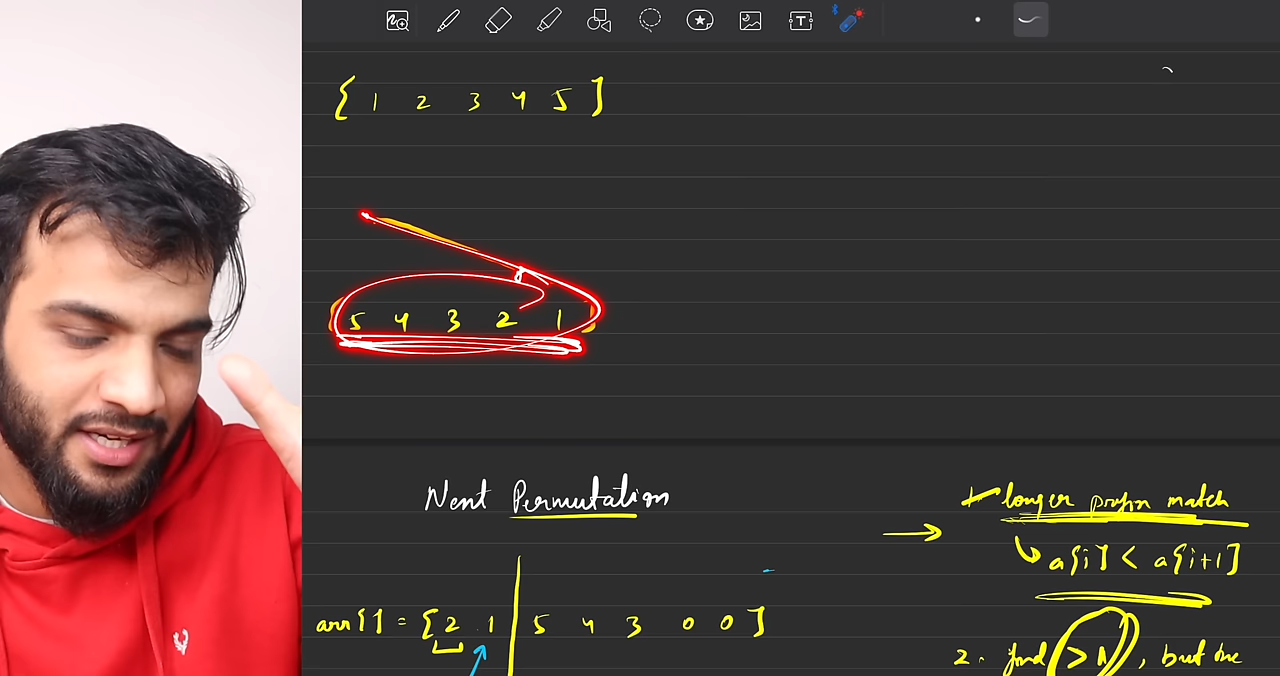 { 1 2 3 4 5 ]
[ 5 4 3 2 1 ]
Next Permutation
longer prefix match
a[i] < a[i+1]
arr[] = [ 2 1 | 5 4 3 0 0 ]
2. find > 1, but the